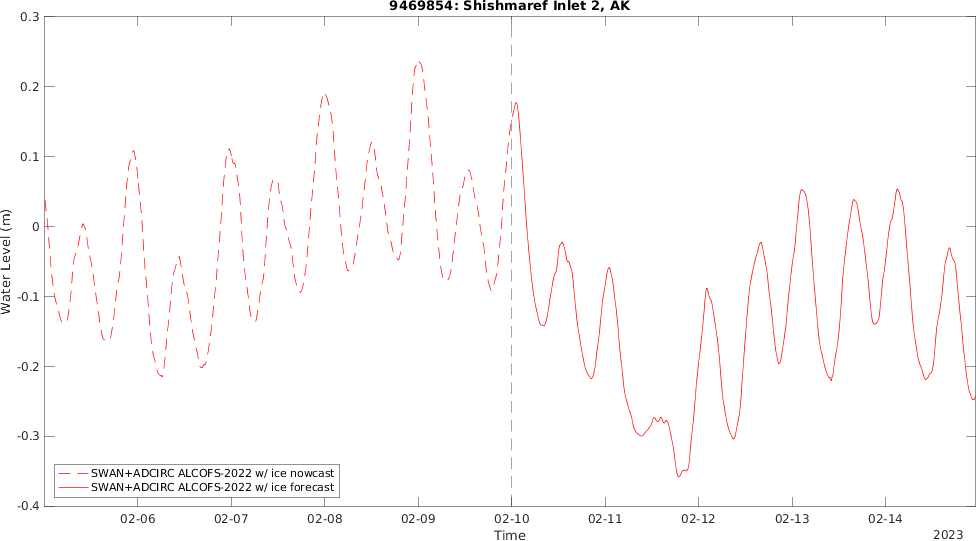 9469854: Shishmaref Inlet 2, AK
0.3
0.2
0.1
0
-0.1
-0.2
-0.3
-0.4
Water Level (m)
SWAN+ADCIRC ALCOFS-2022 w/ ice nowcast
SWAN+ADCIRC ALCOFS-2022 w/ ice forecast
02-06 02-07 02-08 02-09 02-10 02-11 02-12 02-13 02-14
Time
2023